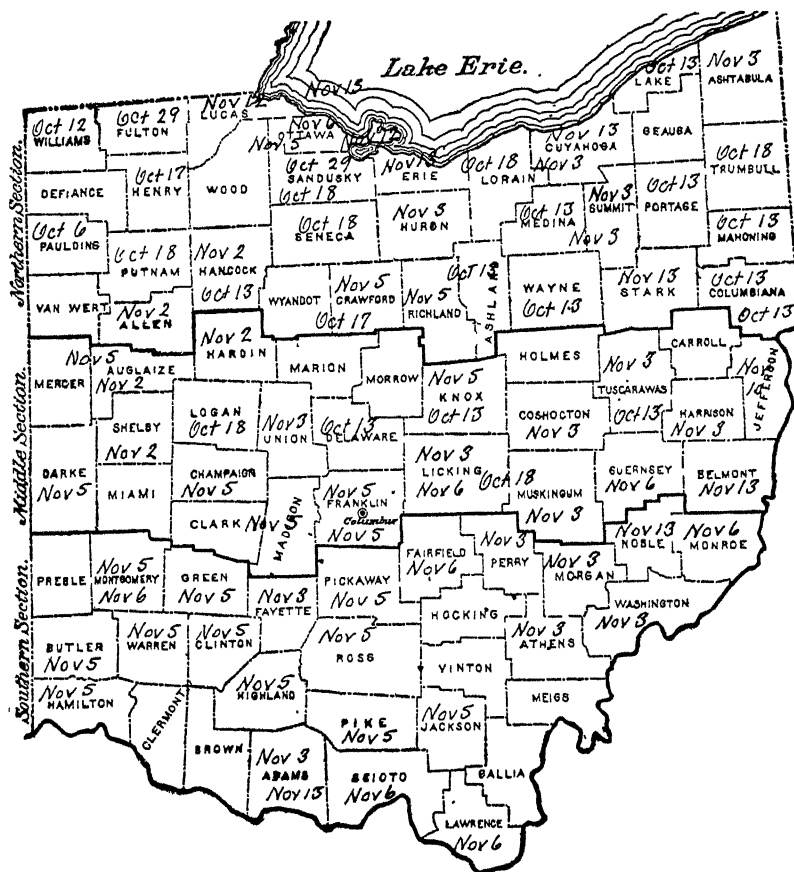 Lake Erie.
Northern Section.
Middle Section.
Southern Section.
Oct 12
WILLIAMS
Oct 29
FULTON
LUCAS
Nov 13
Nov 6
Nov 5
Oct 29
SANDUSKY
Oct 18
ERIE
Oct 18
LORAIN
Nov 13
CUYAHOGA
Nov 3
Oct 13
LAKE
GEAUGA
Nov 3
ASHTABULA
DEFIANCE
Oct 17
HENRY
WOOD
Oct 18
SENECA
Nov 3
HURON
Oct 13
MEDINA
Nov 3
SUMMIT
Nov 3
Oct 13
PORTAGE
Oct 18
TRUMBULL
Oct 13
MAHONING
Oct 6
PAULDING
Oct 18
PUTNAM
Nov 2
HANCOCK
Oct 13
WYANDOT
Nov 5
CRAWFORD
Oct 17
Nov 5
RICHLAND
ASHLAND
WAYNE
Oct 13
Nov 13
STARK
Oct 13
COLUMBIANA
Oct 13
VAN WERT
Nov 2
ALLEN
Nov 2
HARDIN
MERCER
Nov 5
AUGLAIZE
Nov 2
MARION
MORROW
Nov 5
KNOX
Oct 13
HOLMES
Nov 3
TUSCARAWAS
Oct 13
CARROLL
JEFFERSON
SHELBY
Nov 2
LOGAN
Oct 18
Nov 3
UNION
Oct 13
DELAWARE
COSHOCTON
Nov 3
HARRISON
Nov 3
DARKE
Nov 5
MIAMI
CHAMPAIGN
Nov 5
CLARK
MADISON
Nov 5
FRANKLIN
Columbus
Nov 5
Nov 3
LICKING
Nov 6
Oct 18
MUSKINGUM
Nov 3
GUERNSEY
Nov 6
BELMONT
Nov 13
PREBLE
Nov 5
MONTGOMERY
Nov 6
GREEN
Nov 5
Nov 3
FAYETTE
PICKAWAY
Nov 5
FAIRFIELD
Nov 6
Nov 3
PERRY
Nov 3
MORGAN
Nov 13
NOBLE
Nov 6
MONROE
BUTLER
Nov 5
Nov 5
WARREN
Nov 5
CLINTON
Nov 5
ROSS
HOCKING
Nov 3
ATHENS
WASHINGTON
Nov 3
Nov 5
HAMILTON
CLERMONT
BROWN
Nov 5
HIGHLAND
PIKE
Nov 5
VINTON
Nov 5
JACKSON
MEIGS
Nov 3
ADAMS
Nov 13
SCIOTO
Nov 6
GALLIA
LAWRENCE
Nov 6